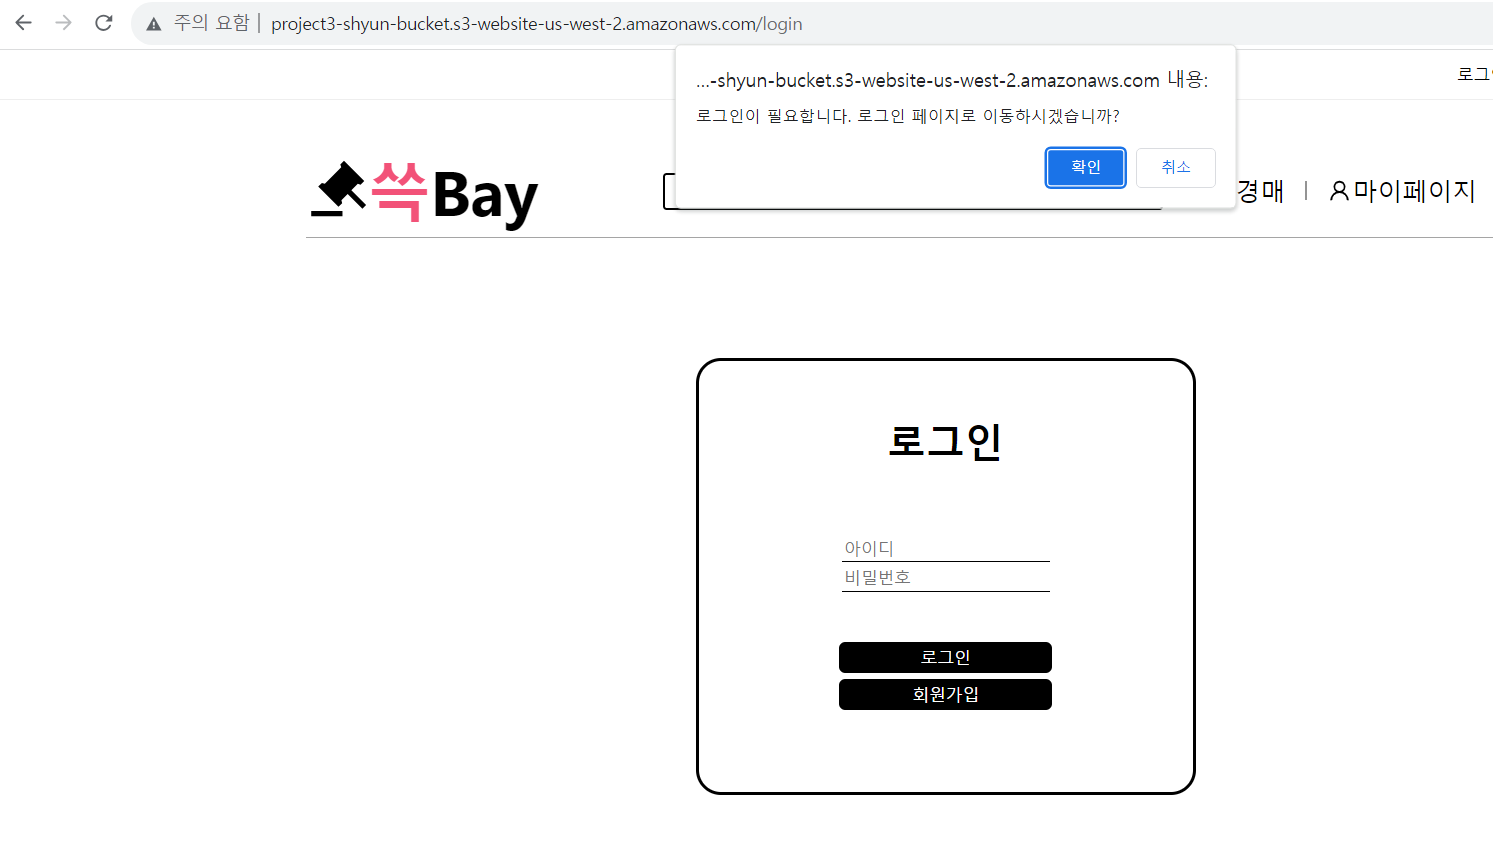 주의 요함 | project3-shyun-bucket.s3-website-us-west-2.amazonaws.com/login
...-shyun-bucket.s3-website-us-west-2.amazonaws.com 내용:
로그인이 필요합니다. 로그인 페이지로 이동하시겠습니까?
확인 취소
쓱Bay
경매 | 마이페이지
로그인
아이디
비밀번호
로그인
회원가입